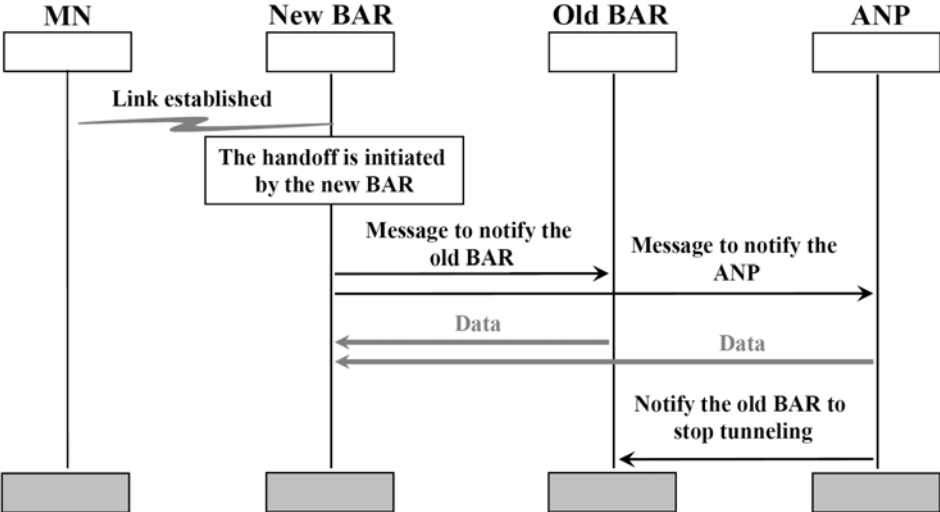 MN
New BAR
Old BAR
ANP
Link established
The handoff is initiated
by the new BAR
Message to notify the
old BAR
Message to notify the
ANP
Data
Data
Notify the old BAR to
stop tunneling